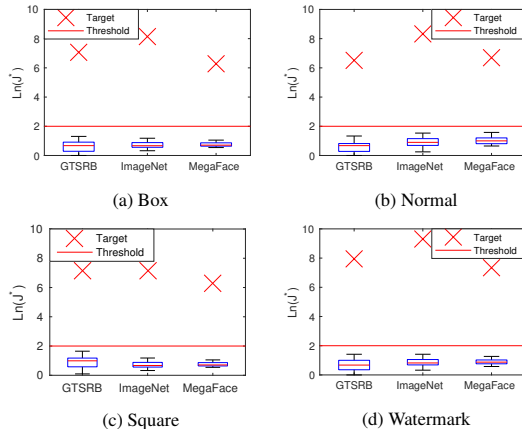 10
8
6
4
2
0
Ln(J*)
Target
Threshold
GTSRB ImageNet MegaFace
(a) Box
10
8
6
4
2
0
Ln(J*)
Target
Threshold
GTSRB ImageNet MegaFace
(b) Normal
10
8
6
4
2
0
Ln(J*)
Target
Threshold
GTSRB ImageNet MegaFace
(c) Square
10
8
6
4
2
0
Ln(J*)
Target
Threshold
GTSRB ImageNet MegaFace
(d) Watermark